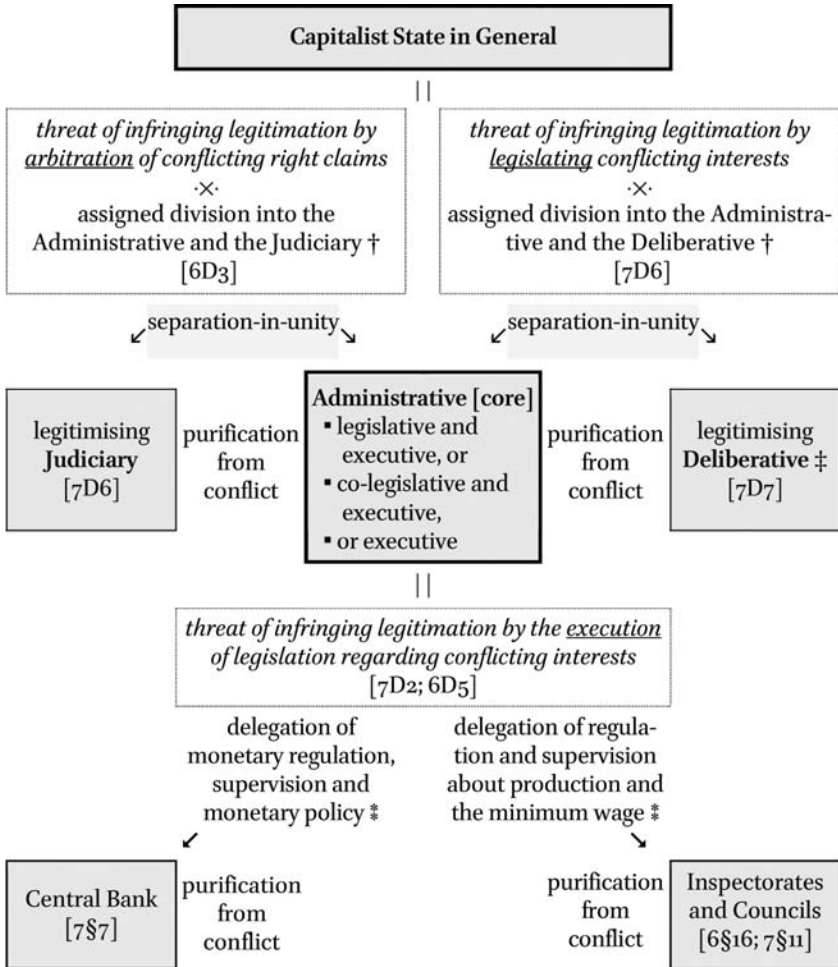 Capitalist State in General
||
threat of infringing legitimation by
arbitration of conflicting right claims
·×·
assigned division into the
Administrative and the Judiciary †
[6D3]
threat of infringing legitimation by
legislating conflicting interests
·×·
assigned division into the Administra-
tive and the Deliberative †
[7D6]
↙ separation-in-unity ↘
↙ separation-in-unity ↘
legitimising
Judiciary
[7D6]
purification
from
conflict
Administrative [core]
▪ legislative and
executive, or
▪ co-legislative and
executive,
▪ or executive
purification
from
conflict
legitimising
Deliberative ‡
[7D7]
||
threat of infringing legitimation by the execution
of legislation regarding conflicting interests
[7D2; 6D5]
delegation of
monetary regulation,
supervision and
monetary policy ⁑
↙
delegation of regula-
tion and supervision
about production and
the minimum wage ⁑
↘
Central Bank
[7§7]
purification
from
conflict
purification
from
conflict
Inspectorates
and Councils
[6§16; 7§11]